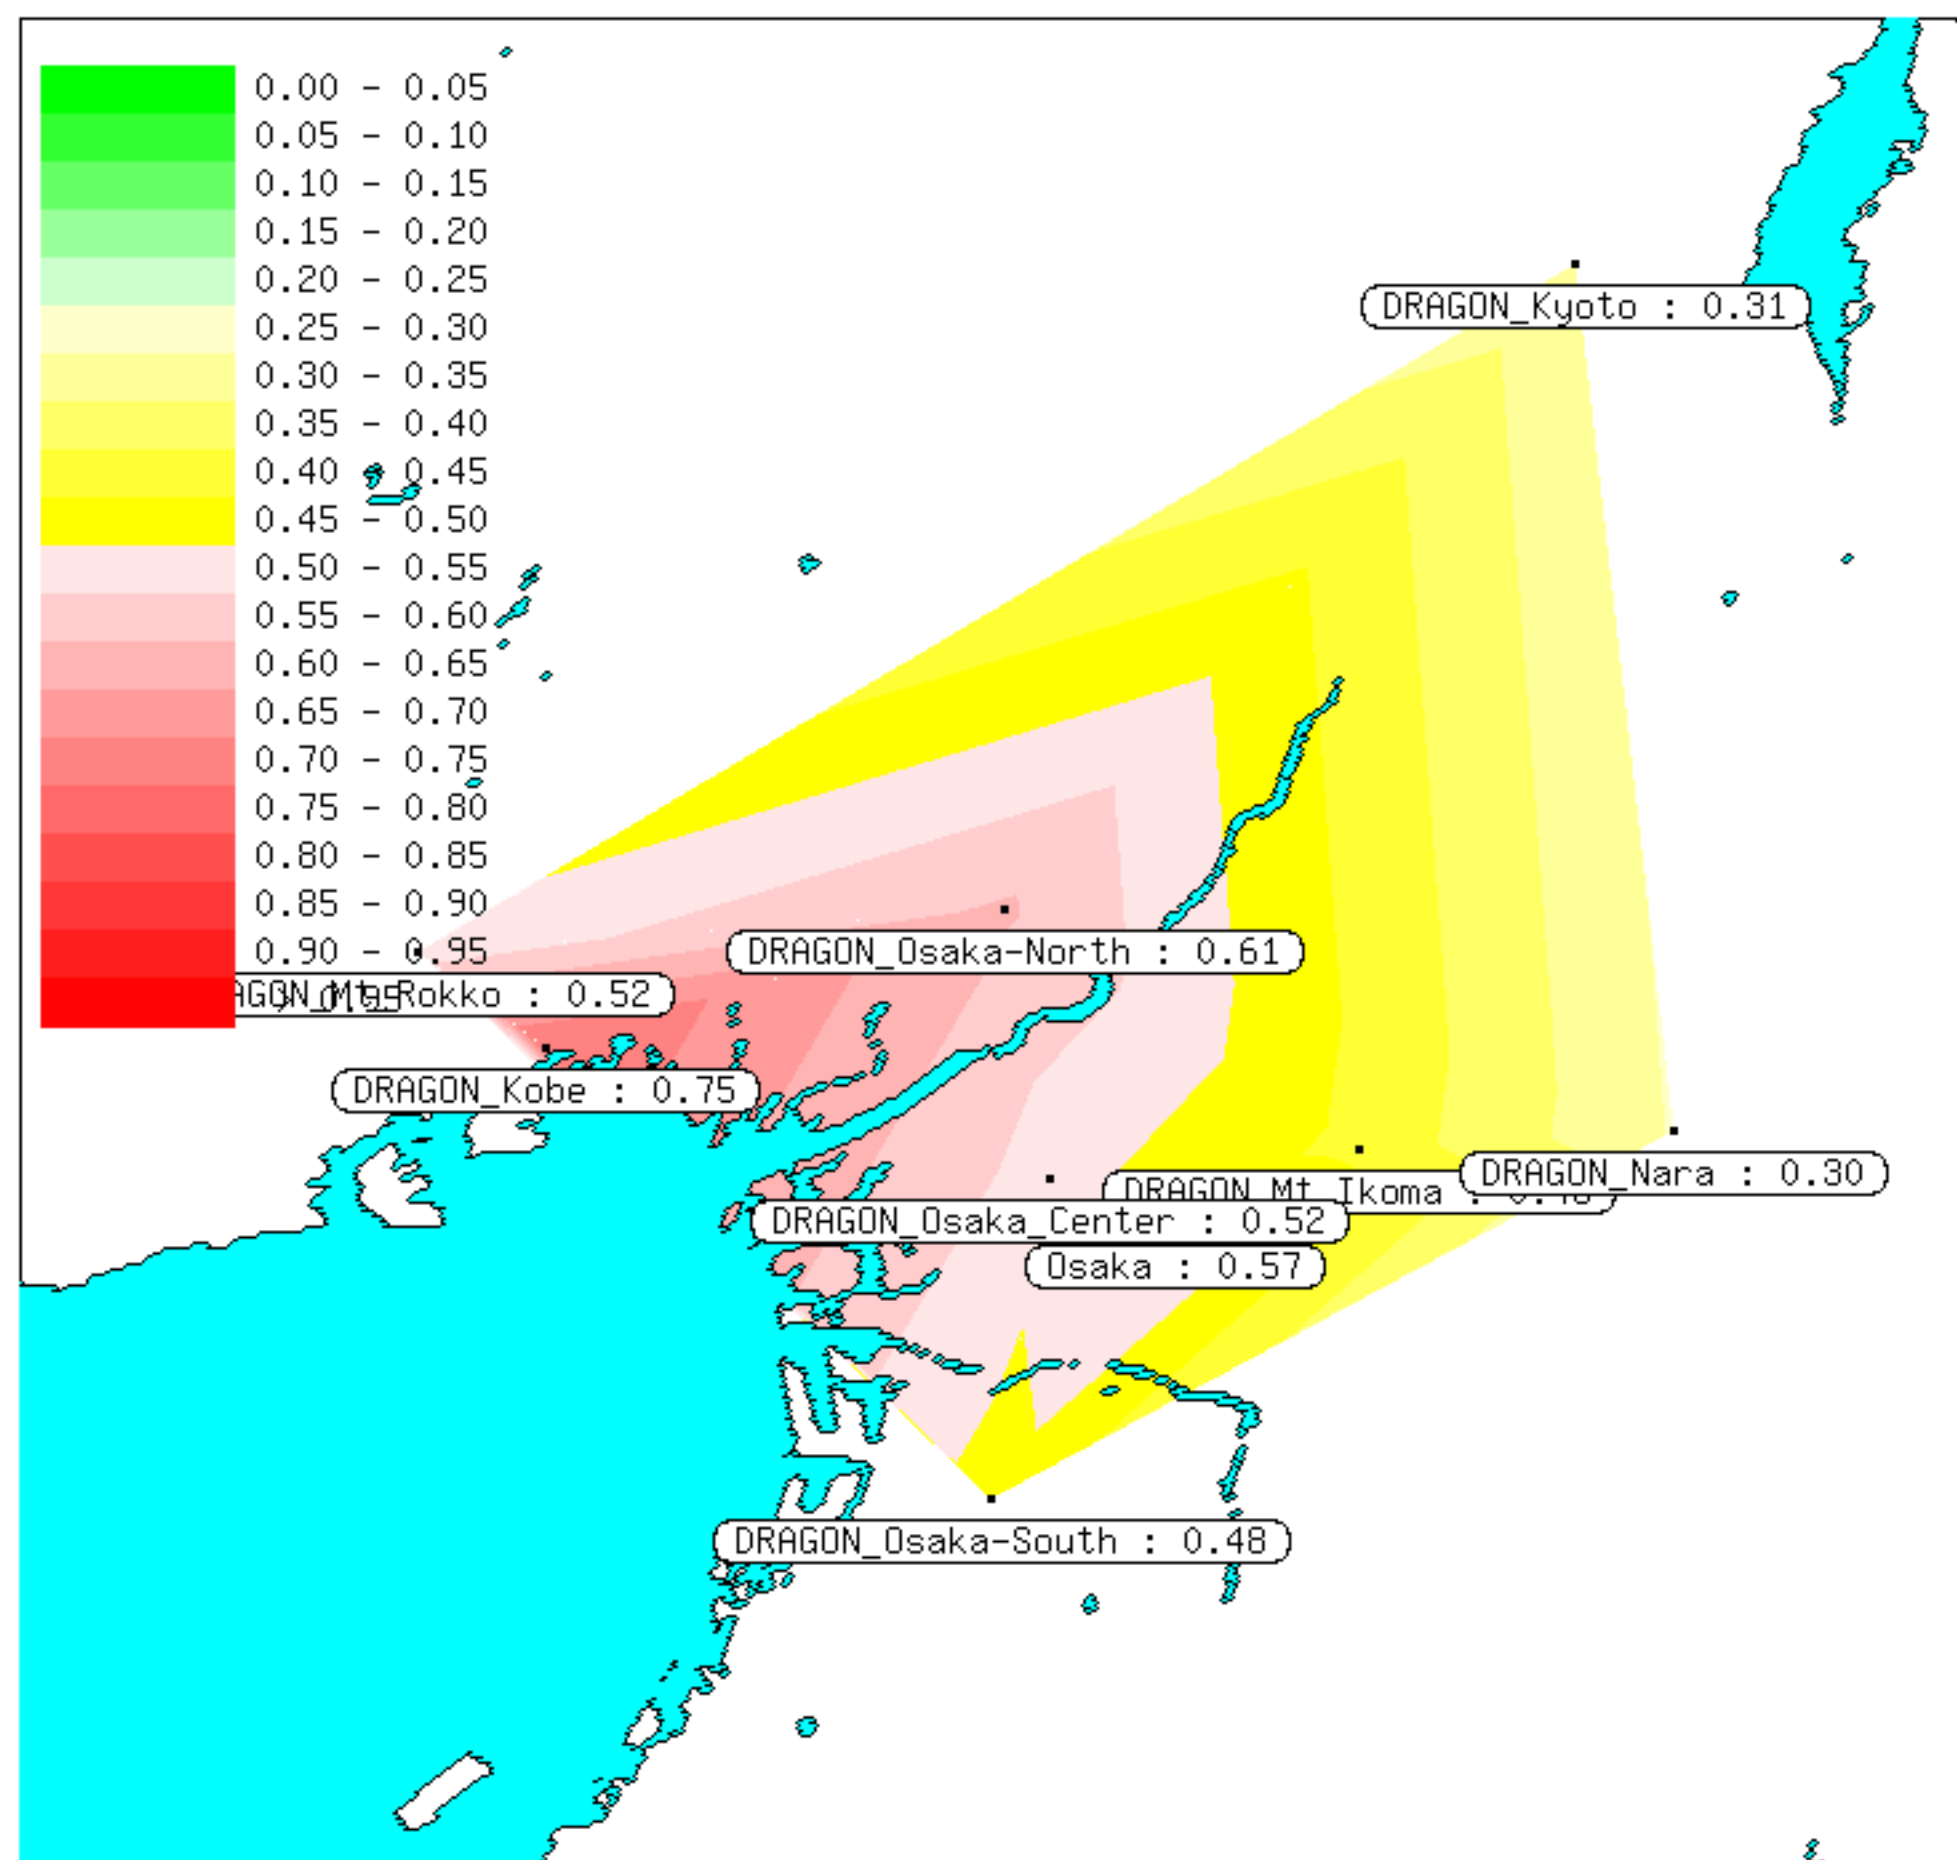 0.00 - 0.05
0.05 - 0.10
0.10 - 0.15
0.15 - 0.20
0.20 - 0.25
0.25 - 0.30
0.30 - 0.35
0.35 - 0.40
0.40 - 0.45
0.45 - 0.50
0.50 - 0.55
0.55 - 0.60
0.60 - 0.65
0.65 - 0.70
0.70 - 0.75
0.75 - 0.80
0.80 - 0.85
0.85 - 0.90
0.90 - 0.95
DRAGON_Kyoto : 0.31
DRAGON_Osaka-North : 0.61
Rokko : 0.52
DRAGON_Kobe : 0.75
DRAGON_Nara : 0.30
DRAGON_Mt_Ikoma :
DRAGON_Osaka_Center : 0.52
Osaka : 0.57
DRAGON_Osaka-South : 0.48